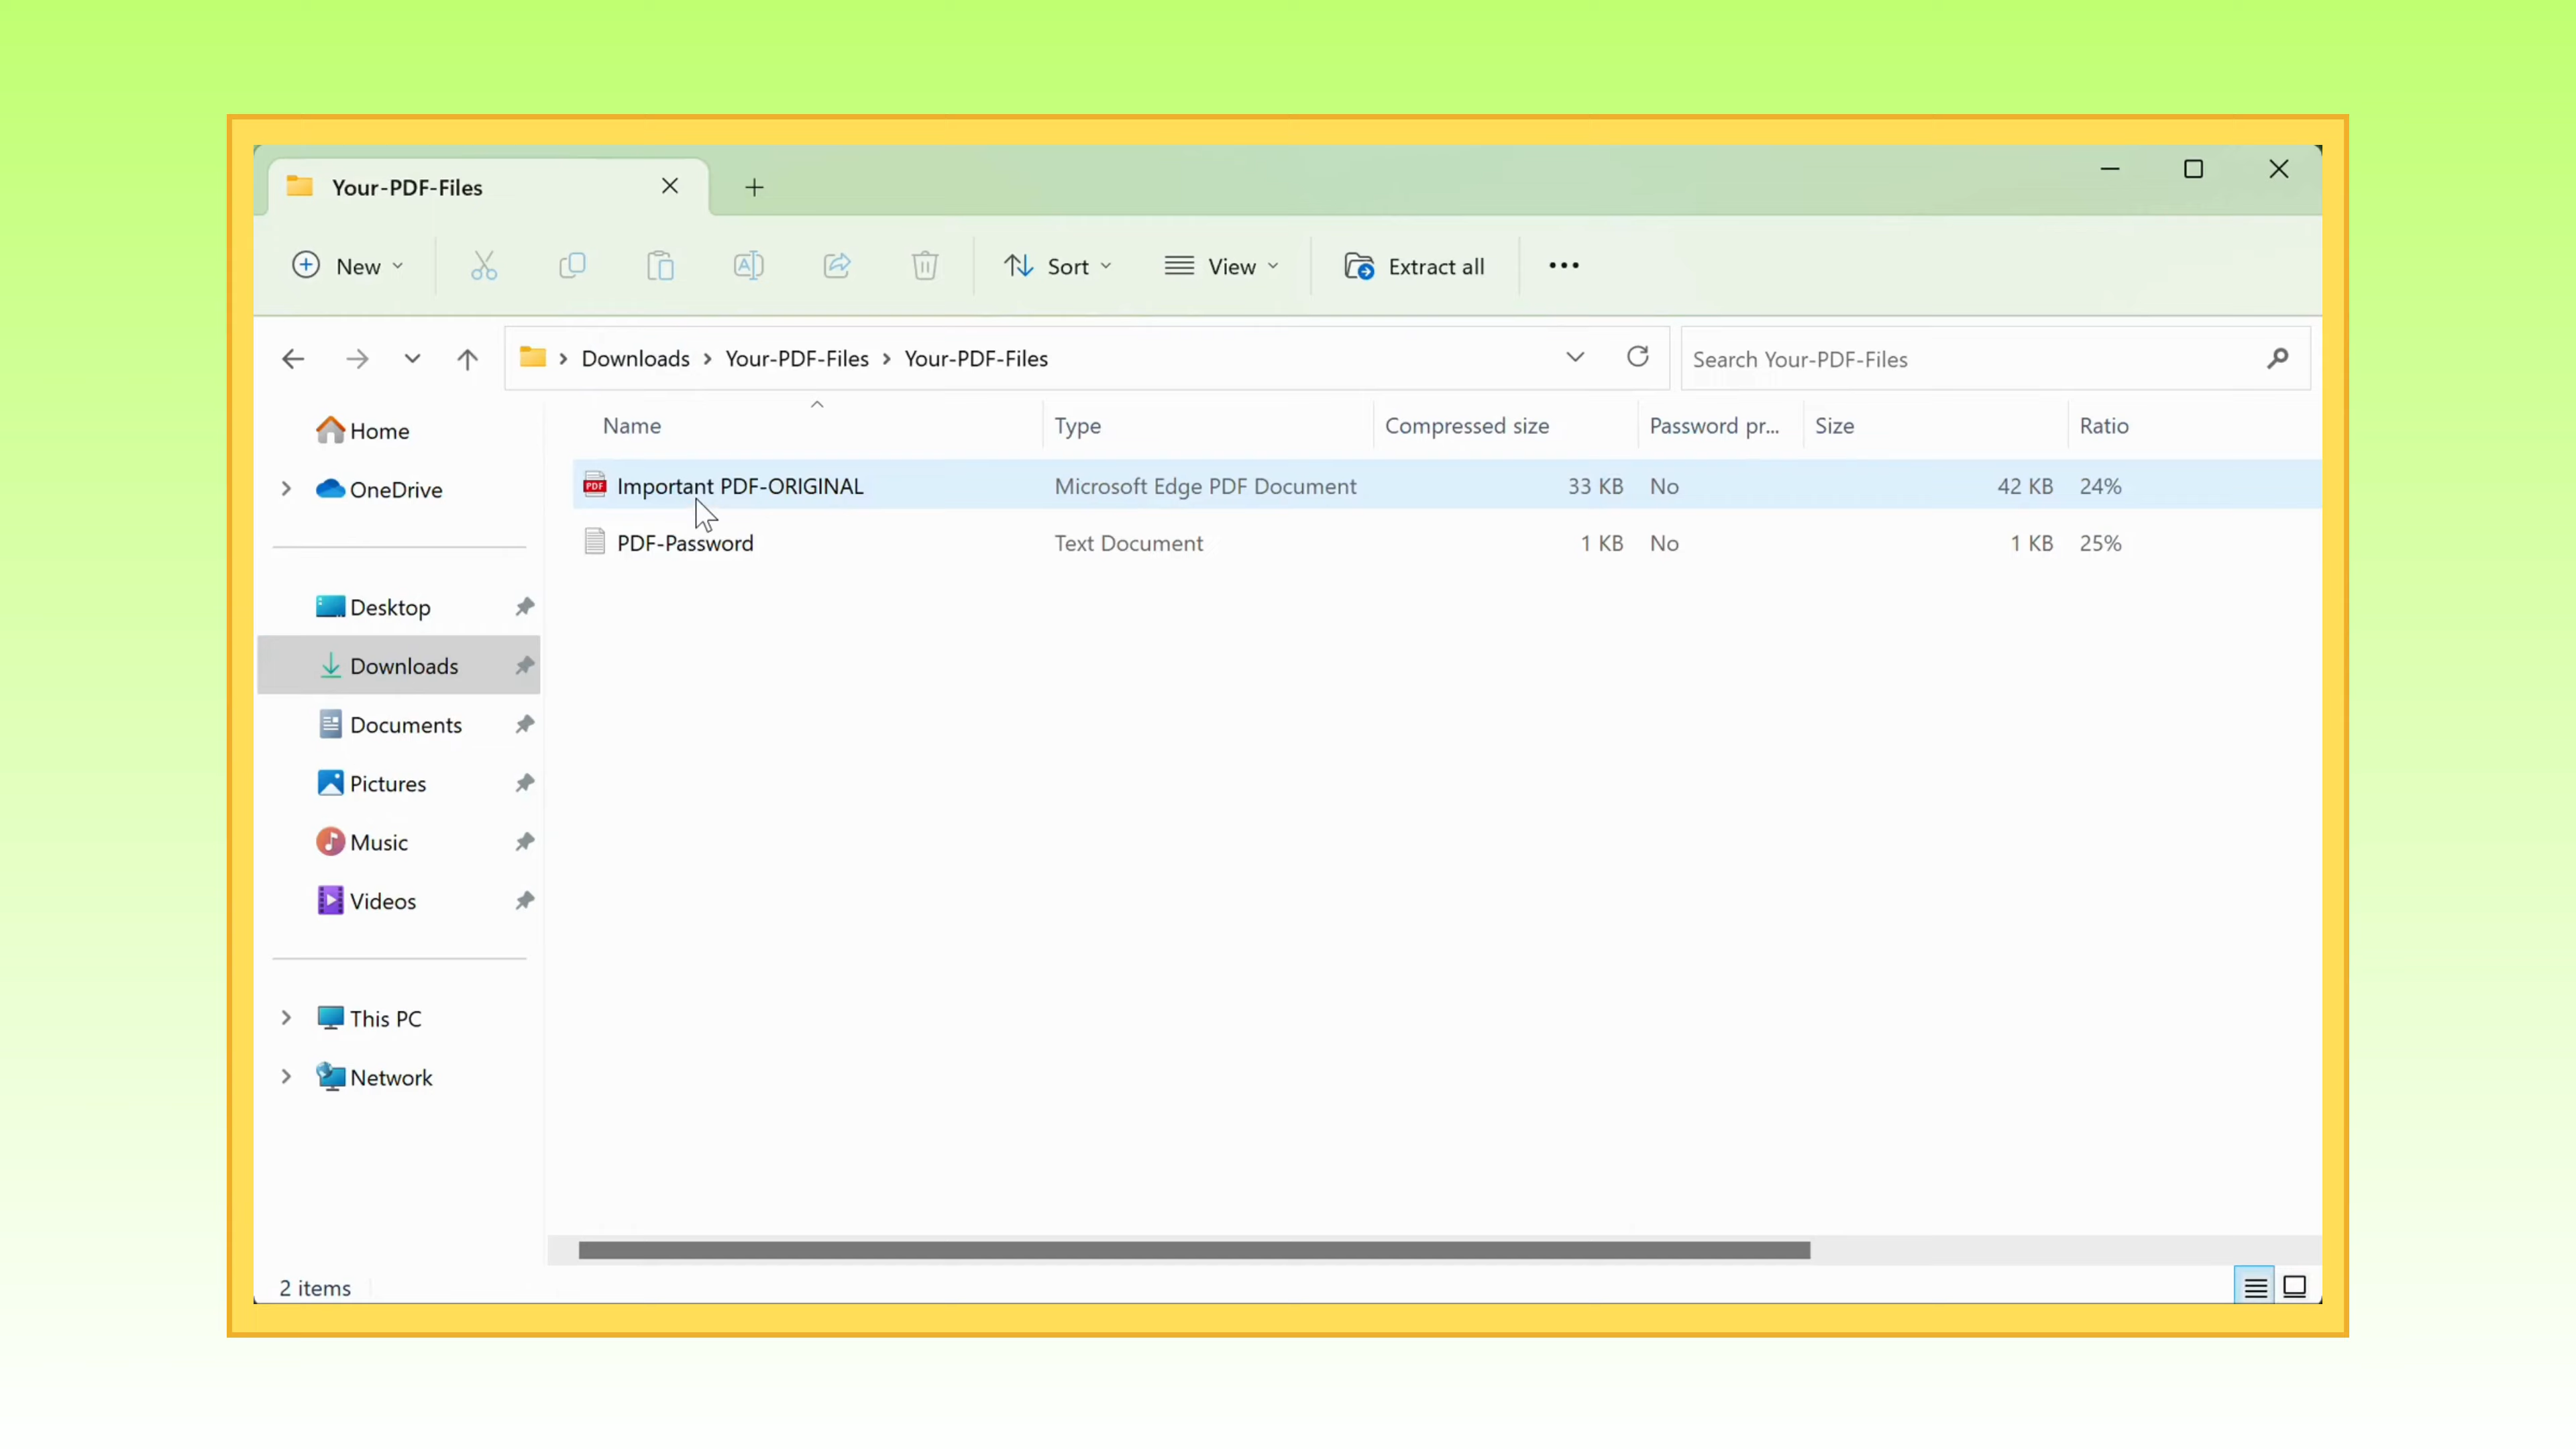 Your-PDF-Files
New
Sort
View
Extract all
Downloads
Your-PDF-Files
Your-PDF-Files
Search Your-PDF-Files
Home
OneDrive
Desktop
Downloads
Documents
Pictures
Music
Videos
This PC
Network
Name Type Compressed size Password pr... Size Ratio
PDF Important PDF-ORIGINAL Microsoft Edge PDF Document 33 KB No 42 KB 24%
PDF-Password Text Document 1 KB No 1 KB 25%
2 items